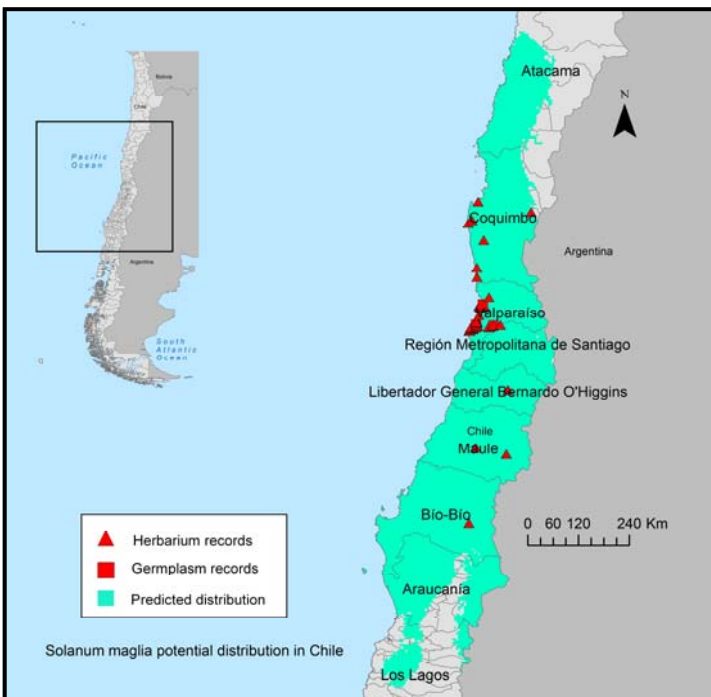 Bolivia
Chile
Pacific
Ocean
Argentina
South
Atlantic
Ocean
Atacama
N
Coquimbo
Argentina
Valparaíso
Región Metropolitana de Santiago
Libertador General Bernardo O'Higgins
Chile
Maule
Bío-Bío
0 60 120 240 Km
Araucanía
Los Lagos
Herbarium records
Germplasm records
Predicted distribution
Solanum maglia potential distribution in Chile